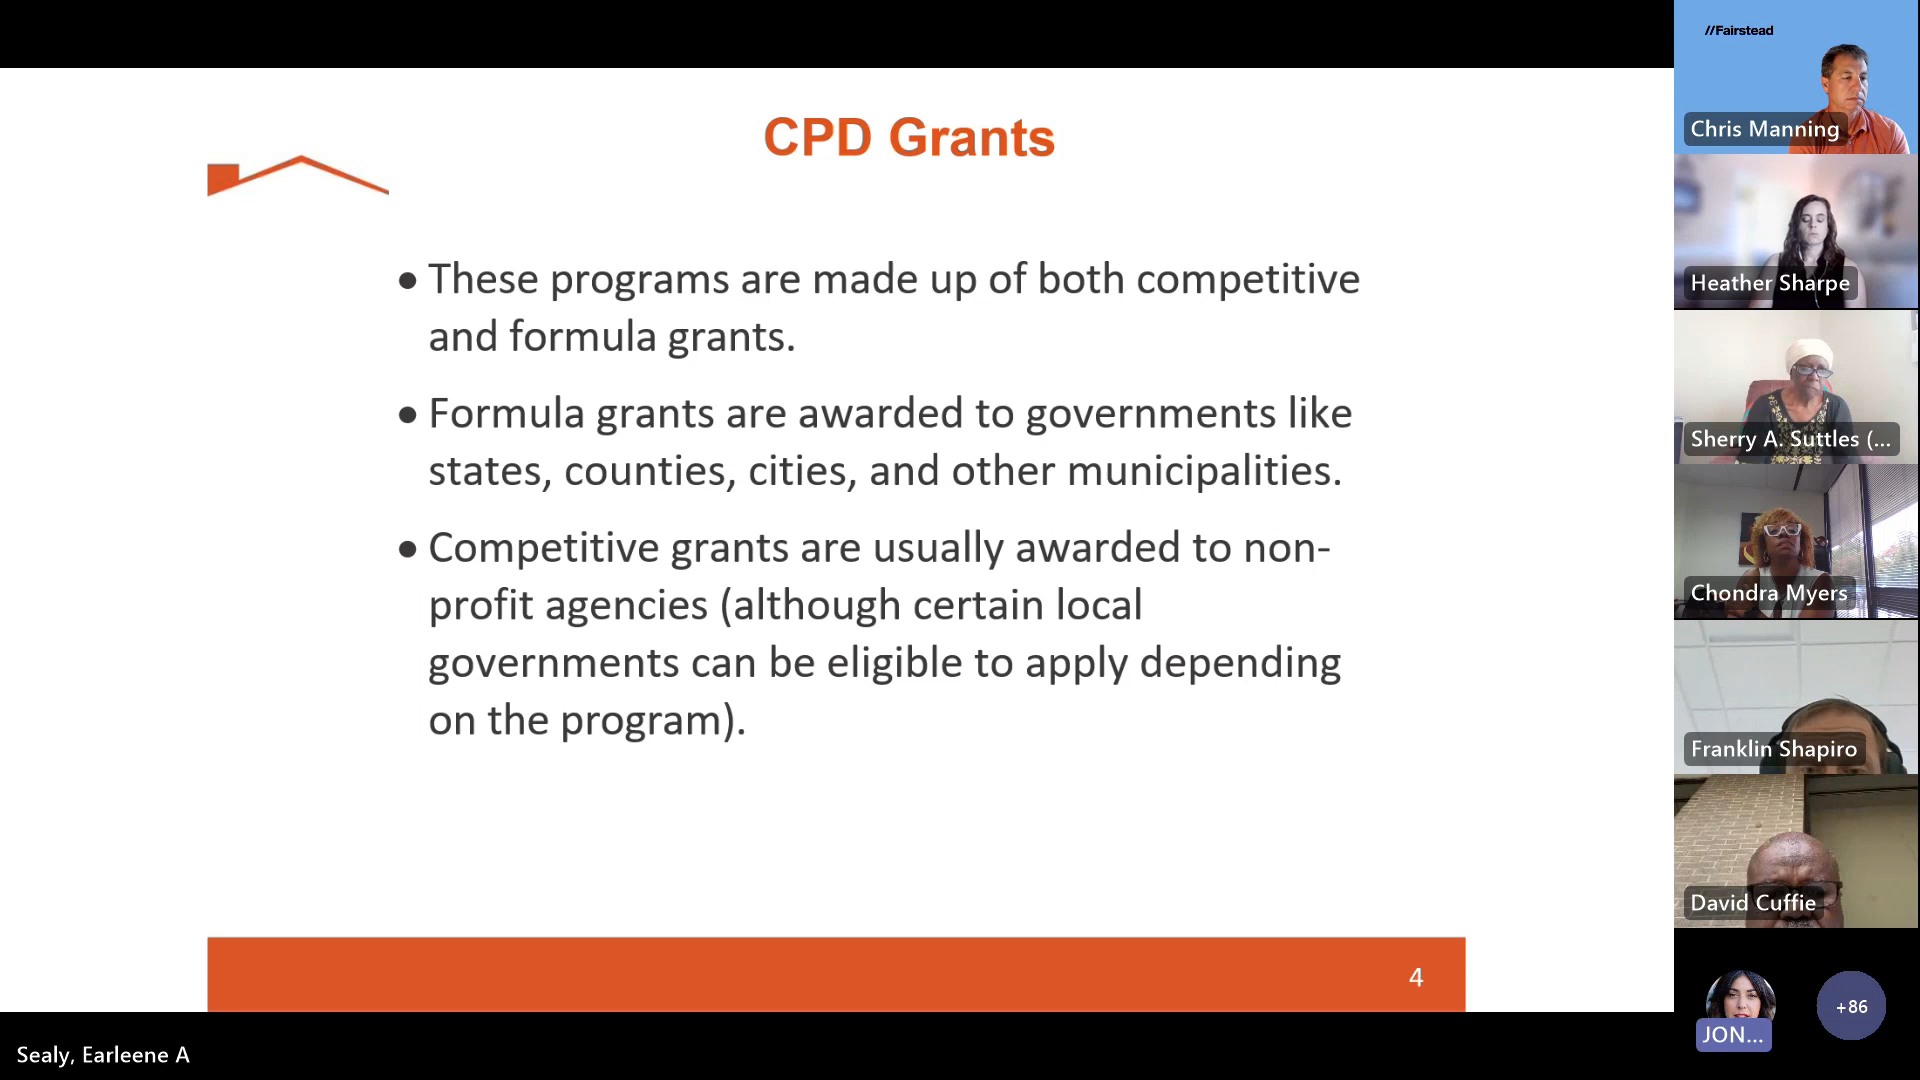 CPD Grants
• These programs are made up of both competitive
and formula grants.
• Formula grants are awarded to governments like
states, counties, cities, and other municipalities.
• Competitive grants are usually awarded to non-
profit agencies (although certain local
governments can be eligible to apply depending
on the program).
4
Sealy, Earleene A
//Fairstead
Chris Manning
Heather Sharpe
Sherry A. Suttles (...
Chondra Myers
Franklin Shapiro
David Cuffie
JON...
+86